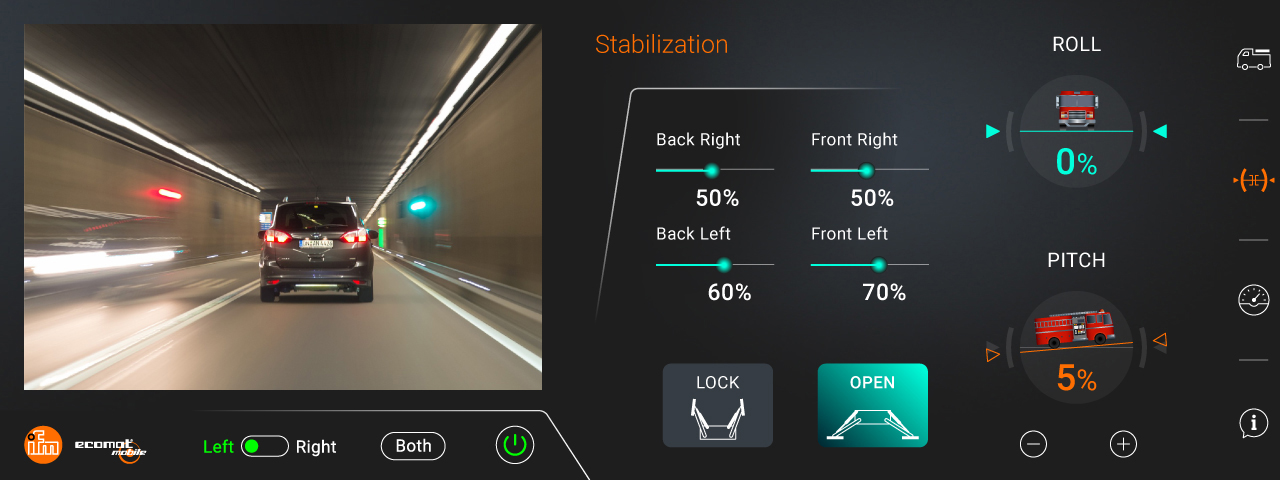 Stabilization
Back Right
50%
Front Right
50%
Back Left
60%
Front Left
70%
LOCK
OPEN
ROLL
0%
PITCH
5%
ifm
ecomat
mobile
Left
Right
Both